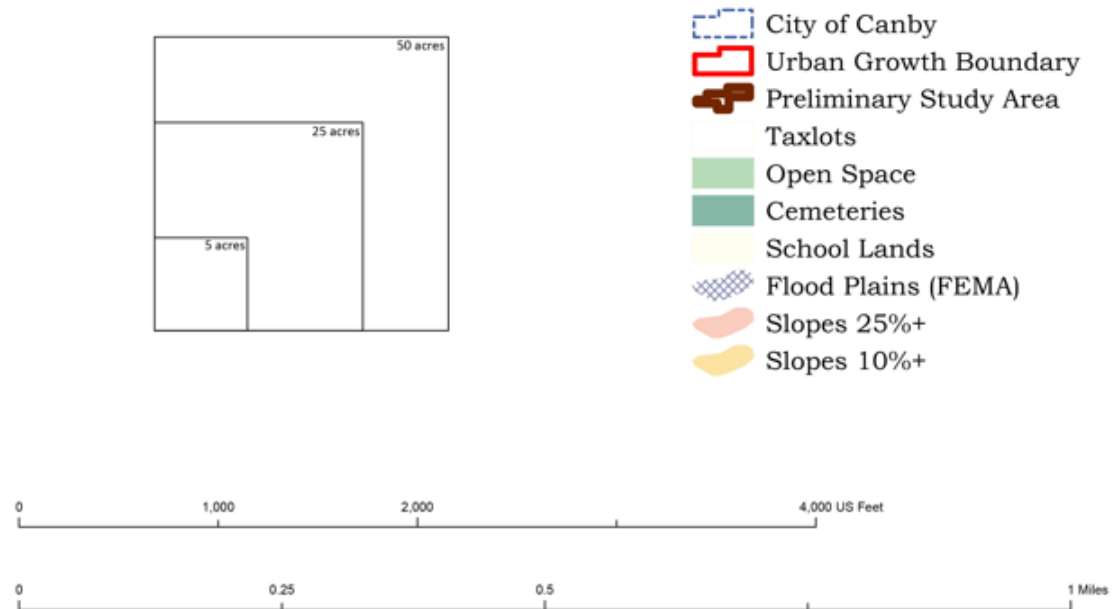 50 acres
25 acres
5 acres
City of Canby
Urban Growth Boundary
Preliminary Study Area
Taxlots
Open Space
Cemeteries
School Lands
Flood Plains (FEMA)
Slopes 25%+
Slopes 10%+
0 1,000 2,000 4,000 US Feet
0 0.25 0.5 1 Miles